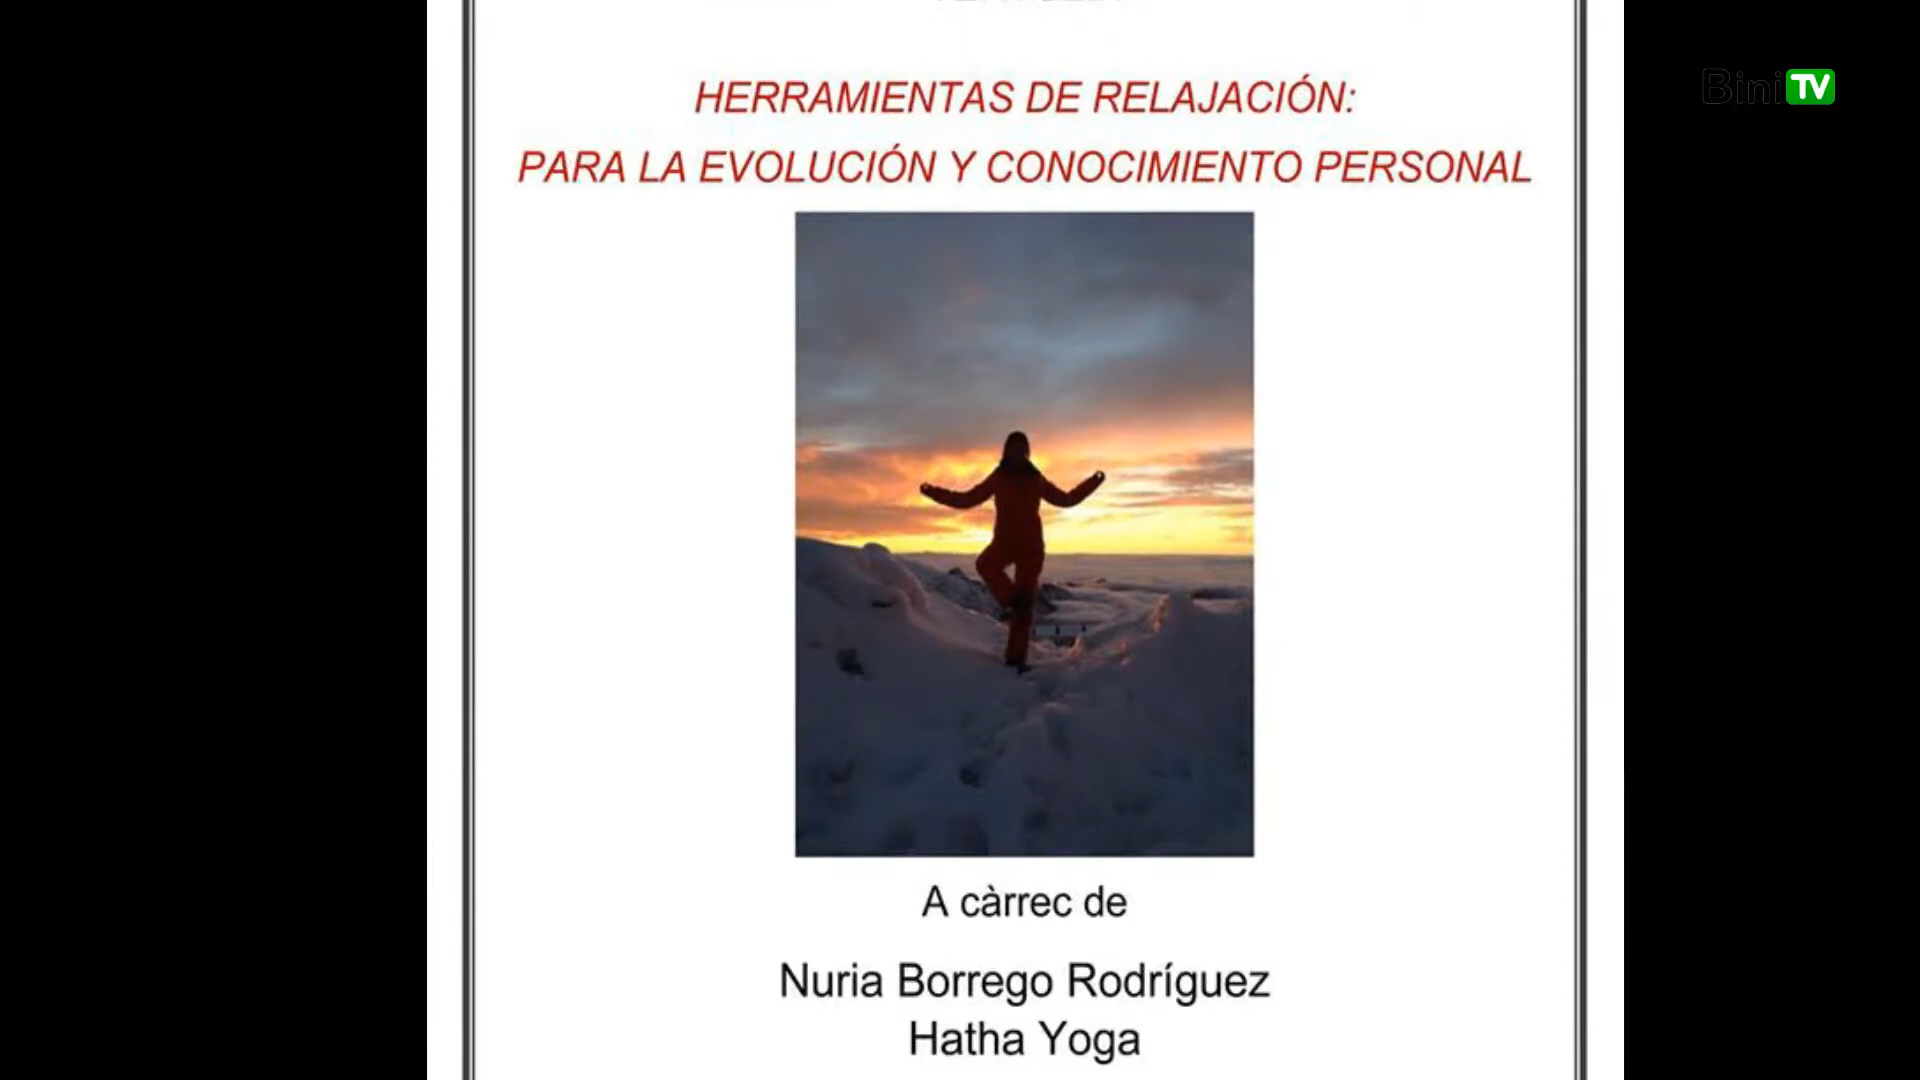 HERRAMIENTAS DE RELAJACIÓN:
PARA LA EVOLUCIÓN Y CONOCIMIENTO PERSONAL
A càrrec de
Nuria Borrego Rodríguez
Hatha Yoga
BiniTV